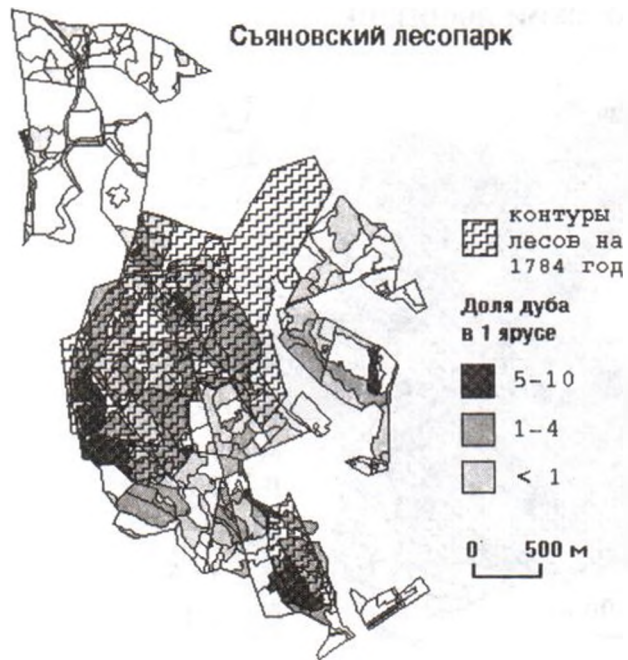 Съяновский лесопарк
контуры
лесов на
1784 год
Доля дуба
в 1 ярусе
5-10
1-4
< 1
0 500 м